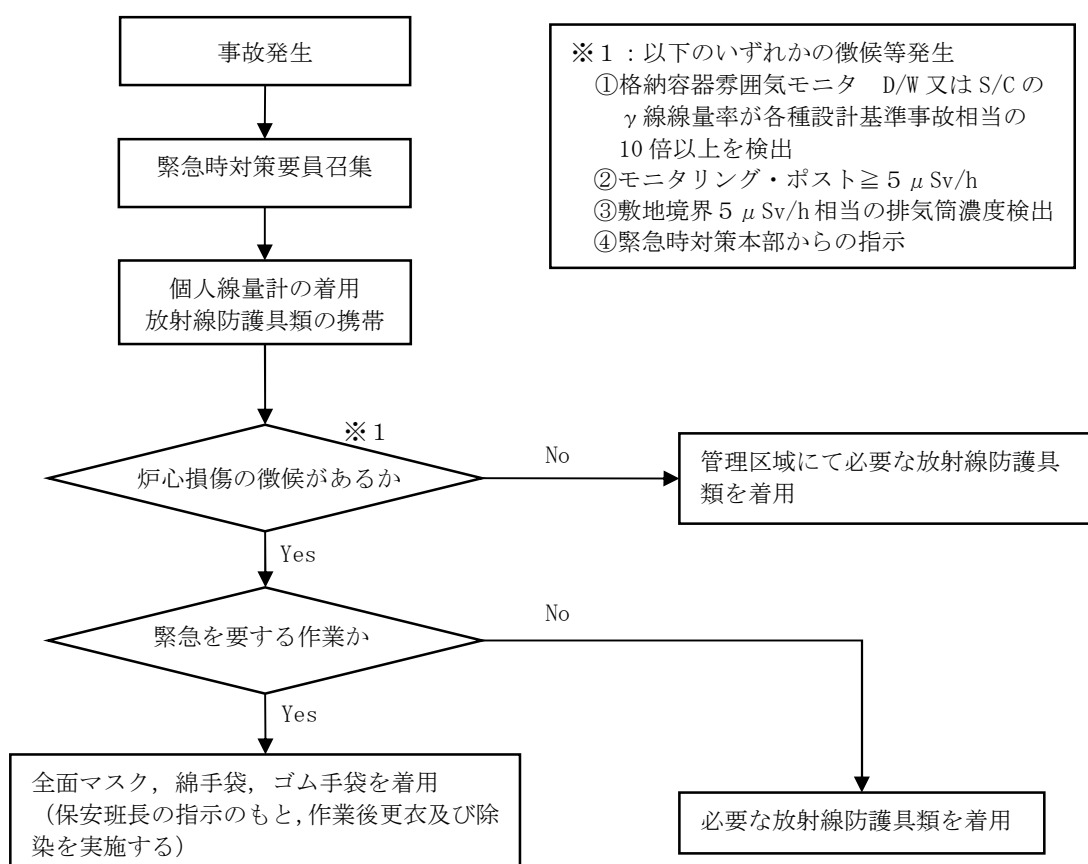 事故発生
緊急時対策要員召集
個人線量計の着用
放射線防護具類の携帯
※1:以下のいずれかの徴候等発生
①格納容器雰囲気モニタ D/W 又は S/C の
γ線線量率が各種設計基準事故相当の
10 倍以上を検出
②モニタリング・ポスト≧5μSv/h
③敷地境界5μSv/h 相当の排気筒濃度検出
④緊急時対策本部からの指示
※1
炉心損傷の徴候があるか
No
管理区域にて必要な放射線防護具
類を着用
Yes
緊急を要する作業か
No
Yes
全面マスク,綿手袋,ゴム手袋を着用
(保安班長の指示のもと,作業後更衣及び除
染を実施する)
必要な放射線防護具類を着用